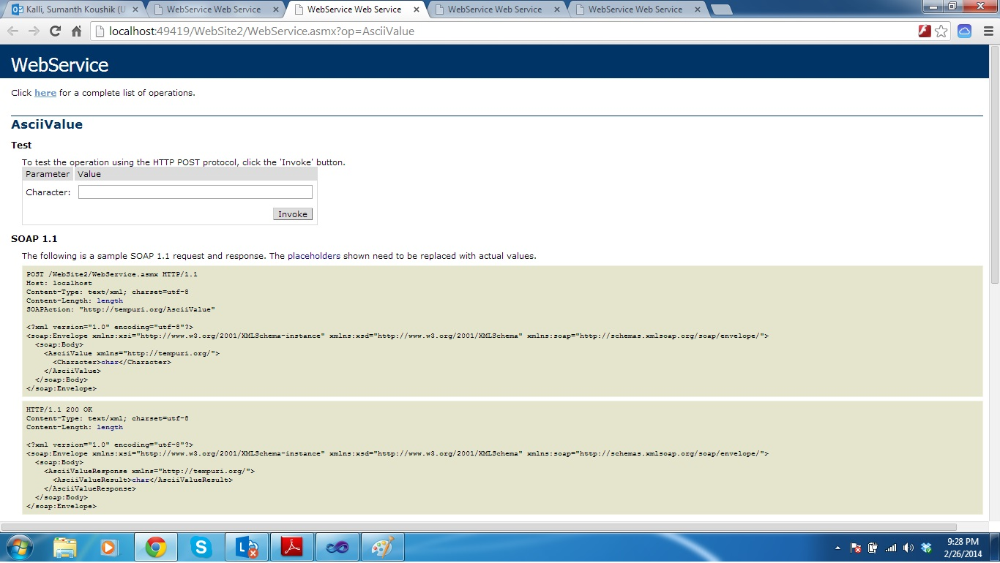 Kalli, Sumanth Koushik (U
WebService Web Service
WebService Web Service
WebService Web Service
WebService Web Service
localhost:49419/WebSite2/WebService.asmx?op=AsciiValue
WebService
Click here for a complete list of operations.
AsciiValue
Test
To test the operation using the HTTP POST protocol, click the 'Invoke' button.
Parameter Value
Character:
Invoke
SOAP 1.1
The following is a sample SOAP 1.1 request and response. The placeholders shown need to be replaced with actual values.
POST /WebSite2/WebService.asmx HTTP/1.1
Host: localhost
Content-Type: text/xml; charset=utf-8
Content-Length: length
SOAPAction: "http://tempuri.org/AsciiValue"
<?xml version="1.0" encoding="utf-8"?>
<soap:Envelope xmlns:xsi="http://www.w3.org/2001/XMLSchema-instance" xmlns:xsd="http://www.w3.org/2001/XMLSchema" xmlns:soap="http://schemas.xmlsoap.org/soap/envelope/">
<soap:Body>
<AsciiValue xmlns="http://tempuri.org/">
<Character>char</Character>
</AsciiValue>
</soap:Body>
</soap:Envelope>
HTTP/1.1 200 OK
Content-Type: text/xml; charset=utf-8
Content-Length: length
<?xml version="1.0" encoding="utf-8"?>
<soap:Envelope xmlns:xsi="http://www.w3.org/2001/XMLSchema-instance" xmlns:xsd="http://www.w3.org/2001/XMLSchema" xmlns:soap="http://schemas.xmlsoap.org/soap/envelope/">
<soap:Body>
<AsciiValueResponse xmlns="http://tempuri.org/">
<AsciiValueResult>char</AsciiValueResult>
</AsciiValueResponse>
</soap:Body>
</soap:Envelope>
9:28 PM
2/26/2014